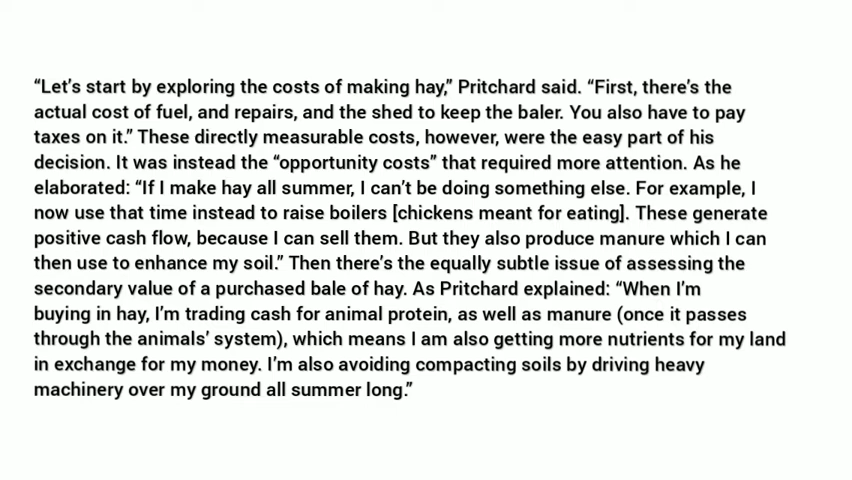 “Let’s start by exploring the costs of making hay,” Pritchard said. “First, there’s the
actual cost of fuel, and repairs, and the shed to keep the baler. You also have to pay
taxes on it.” These directly measurable costs, however, were the easy part of his
decision. It was instead the “opportunity costs” that required more attention. As he
elaborated: “If I make hay all summer, I can’t be doing something else. For example, I
now use that time instead to raise boilers [chickens meant for eating]. These generate
positive cash flow, because I can sell them. But they also produce manure which I can
then use to enhance my soil.” Then there’s the equally subtle issue of assessing the
secondary value of a purchased bale of hay. As Pritchard explained: “When I’m
buying in hay, I’m trading cash for animal protein, as well as manure (once it passes
through the animals’ system), which means I am also getting more nutrients for my land
in exchange for my money. I’m also avoiding compacting soils by driving heavy
machinery over my ground all summer long.”